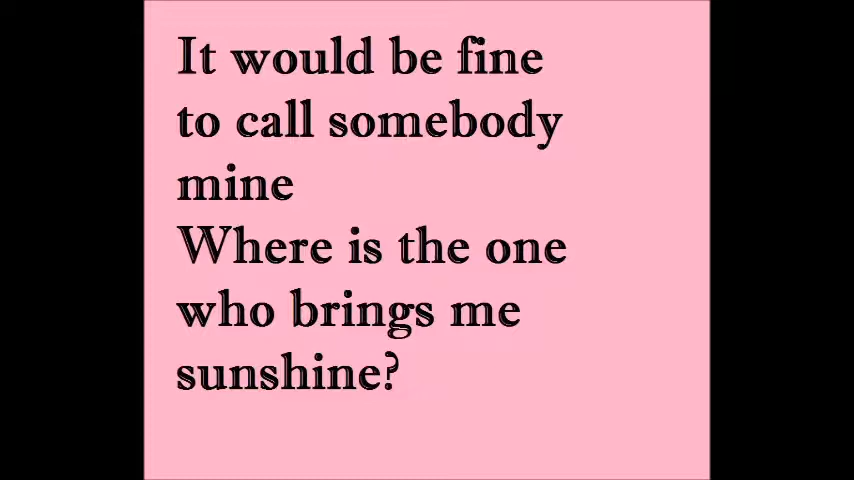 It would be fine
to call somebody
mine
Where is the one
who brings me
sunshine?